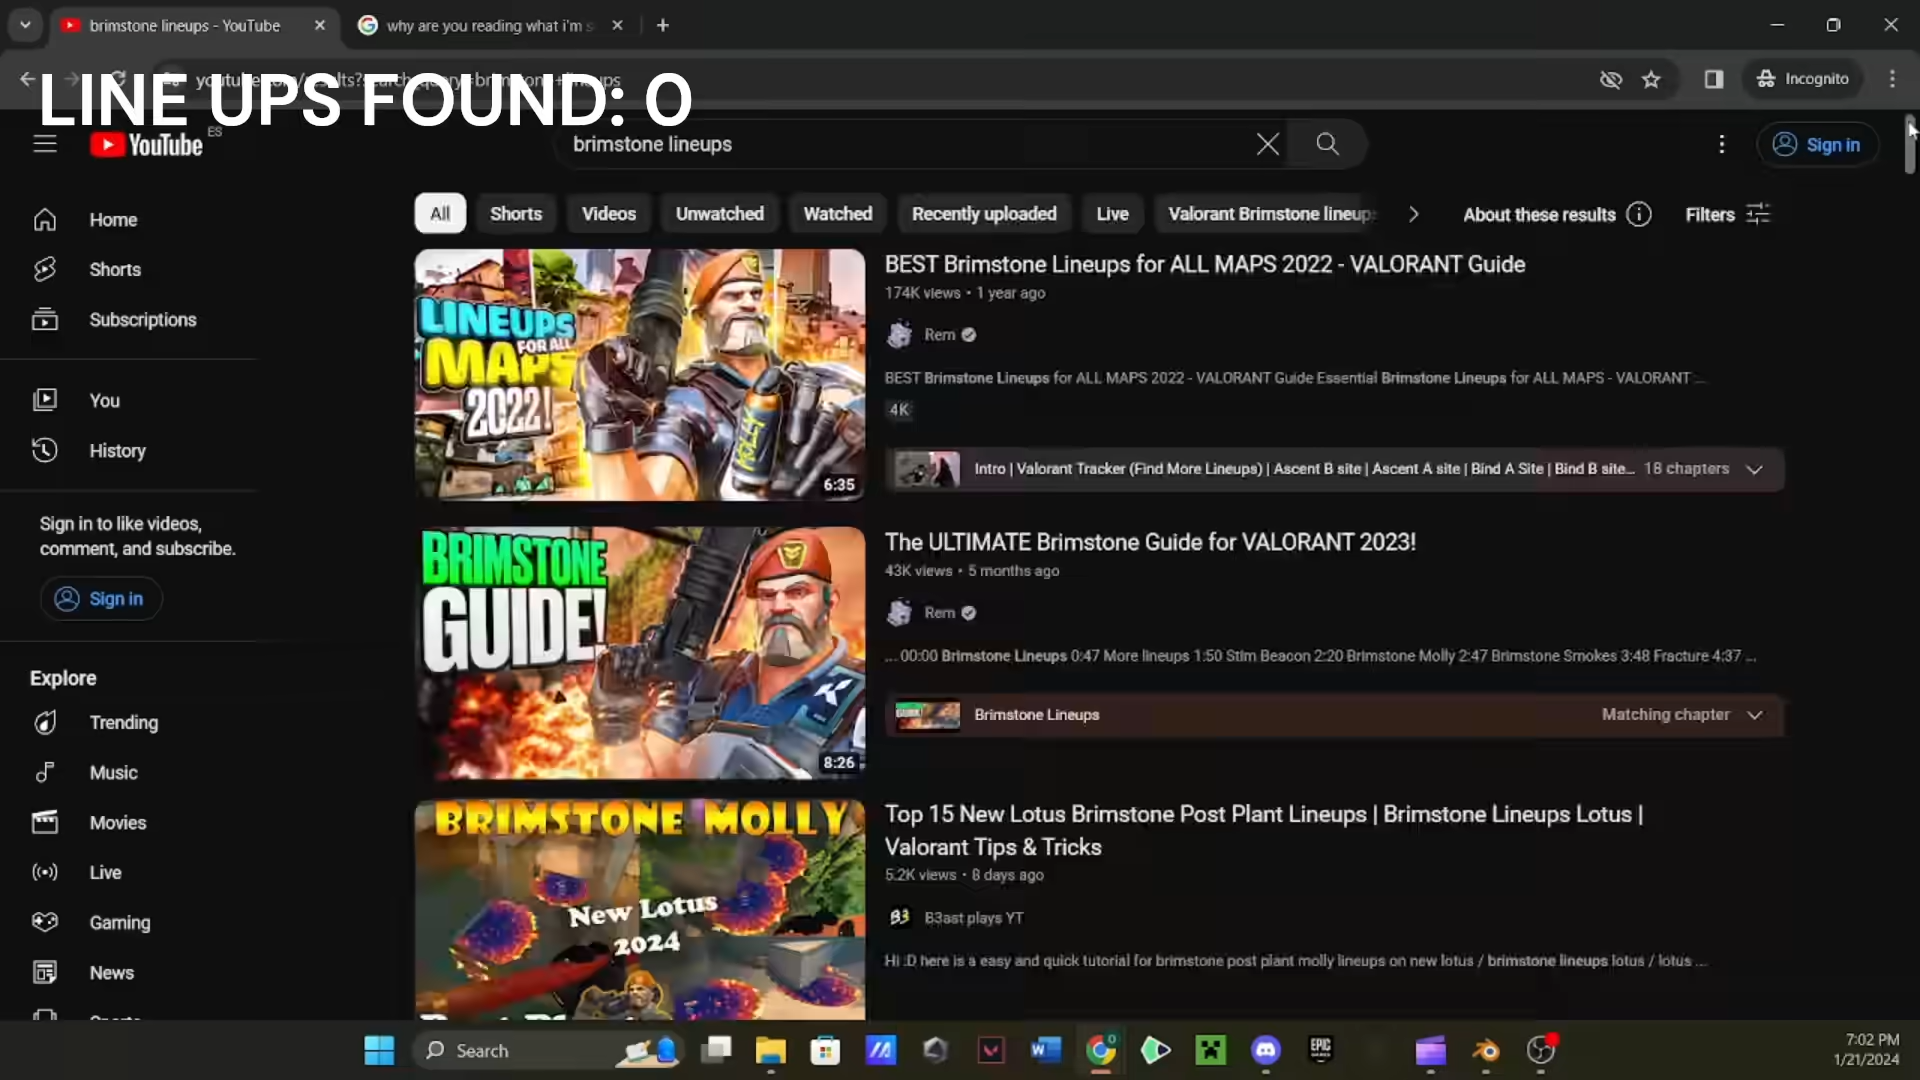 brimstone lineups - YouTube
why are you reading what i'm s
LINE UPS FOUND: 0
Incognito
YouTube
ES
brimstone lineups
Sign in
Home
Shorts
Subscriptions
You
History
Sign in to like videos,
comment, and subscribe.
Sign in
Explore
Trending
Music
Movies
Live
Gaming
News
All
Shorts
Videos
Unwatched
Watched
Recently uploaded
Live
Valorant Brimstone lineups
About these results
Filters
LINEUPS
FOR ALL
MAPS
2022!
MOLLY
6:35
BEST Brimstone Lineups for ALL MAPS 2022 - VALORANT Guide
174K views • 1 year ago
Rem
BEST Brimstone Lineups for ALL MAPS 2022 - VALORANT Guide Essential Brimstone Lineups for ALL MAPS - VALORANT ...
4K
Intro | Valorant Tracker (Find More Lineups) | Ascent B site | Ascent A site | Bind A Site | Bind B site... 18 chapters
BRIMSTONE
GUIDE!
8:26
The ULTIMATE Brimstone Guide for VALORANT 2023!
43K views • 5 months ago
Rem
... 00:00 Brimstone Lineups 0:47 More lineups 1:50 Stim Beacon 2:20 Brimstone Molly 2:47 Brimstone Smokes 3:48 Fracture 4:37 ...
Brimstone Lineups
Matching chapter
BRIMSTONE MOLLY
New Lotus
2024
Top 15 New Lotus Brimstone Post Plant Lineups | Brimstone Lineups Lotus |
Valorant Tips & Tricks
5.2K views • 8 days ago
B3ast plays YT
Hi :D here is a easy and quick tutorial for brimstone post plant molly lineups on new lotus / brimstone lineups lotus / lotus ...
Search
EPIC
GAMES
7:02 PM
1/21/2024